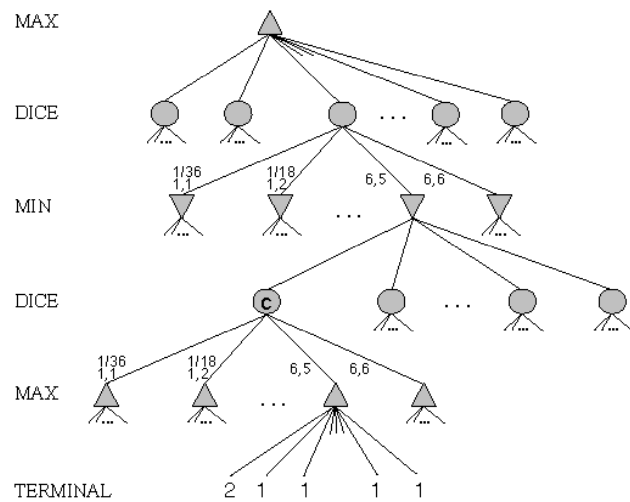 MAX
DICE
...
... ... ... ... ...
1/36 1/18
1,1 1,2 6,5 6,6
MIN
...
... ... ...
DICE
C
...
... ... ...
1/36 1/18
1,1 1,2 6,5 6,6
MAX
...
... ... ...
TERMINAL 2 1 1 1 1